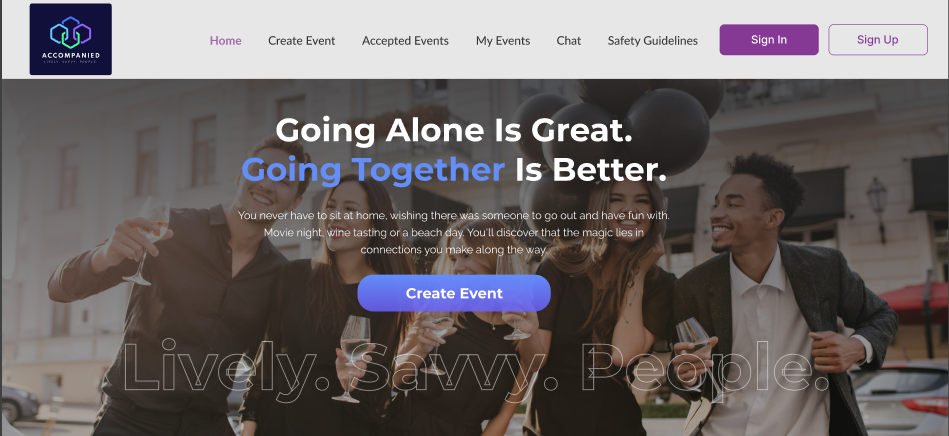 ACCOMPANIED
LIVELY. SAVVY. PEOPLE.
Home Create Event Accepted Events My Events Chat Safety Guidelines Sign In Sign Up
Going Alone Is Great.
Going Together Is Better.
You never have to sit at home, wishing there was someone to go out and have fun with.
Movie night, wine tasting or a beach day. You'll discover that the magic lies in
connections you make along the way.
Create Event
Lively. Savvy. People.